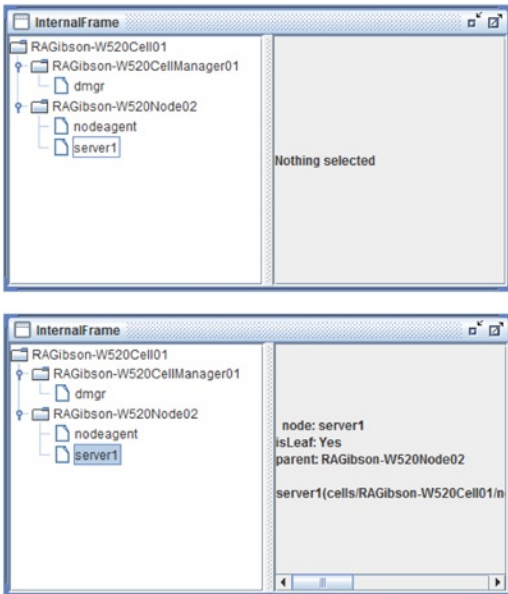 InternalFrame
RAGibson-W520Cell01
RAGibson-W520CellManager01
dmgr
RAGibson-W520Node02
nodeagent
server1
Nothing selected
InternalFrame
RAGibson-W520Cell01
RAGibson-W520CellManager01
dmgr
RAGibson-W520Node02
nodeagent
server1
node: server1
isLeaf: Yes
parent: RAGibson-W520Node02
server1(cells/RAGibson-W520Cell01/n